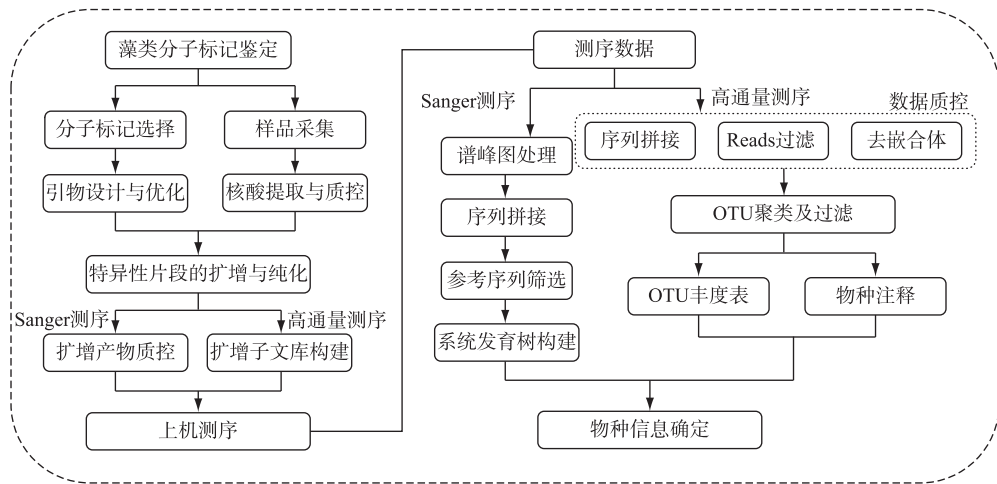 藻类分子标记鉴定
分子标记选择
样品采集
引物设计与优化
核酸提取与质控
特异性片段的扩增与纯化
Sanger测序
高通量测序
扩增产物质控
扩增子文库构建
上机测序
测序数据
Sanger测序
高通量测序
数据质控
谱峰图处理
序列拼接
Reads过滤
去嵌合体
序列拼接
OTU聚类及过滤
参考序列筛选
OTU丰度表
物种注释
系统发育树构建
物种信息确定